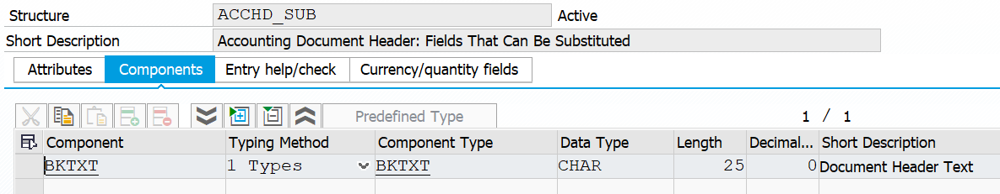 Structure ACCHD_SUB Active
Short Description Accounting Document Header: Fields That Can Be Substituted
Attributes Components Entry help/check Currency/quantity fields
Predefined Type 1 / 1
Component Typing Method Component Type Data Type Length Decimal... Short Description
BKTXT 1 Types BKTXT CHAR 25 0 Document Header Text